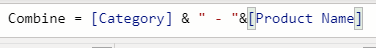 Combine = [Category] & " - "&[Product Name]